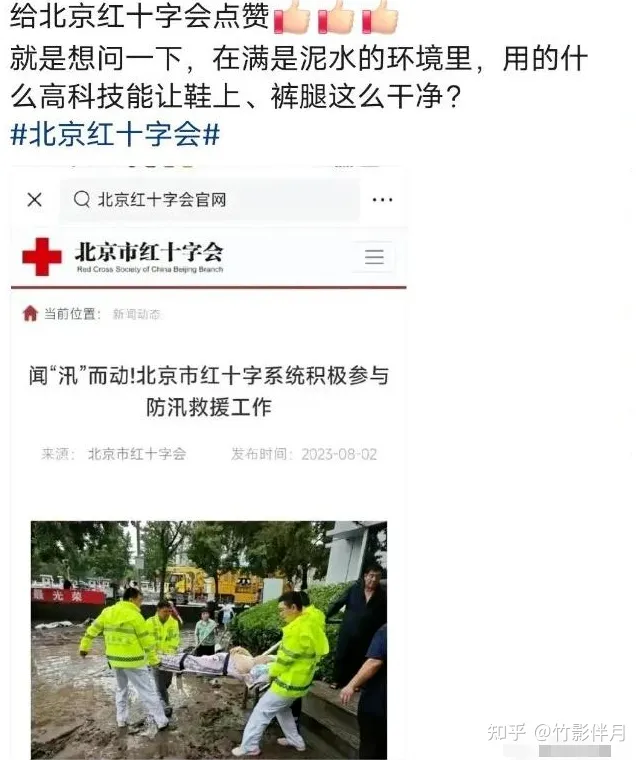 给北京红十字会点赞👍👍👍
就是想问一下，在满是泥水的环境里，用的什
么高科技能让鞋上、裤腿这么干净？
#北京红十字会#
北京红十字会官网
北京市红十字会
Red Cross Society of China Beijing Branch
当前位置： 新闻动态
闻“汛”而动!北京市红十字系统积极参与
防汛救援工作
来源： 北京市红十字会 发布时间：2023-08-02
最光荣
知乎 @竹影伴月